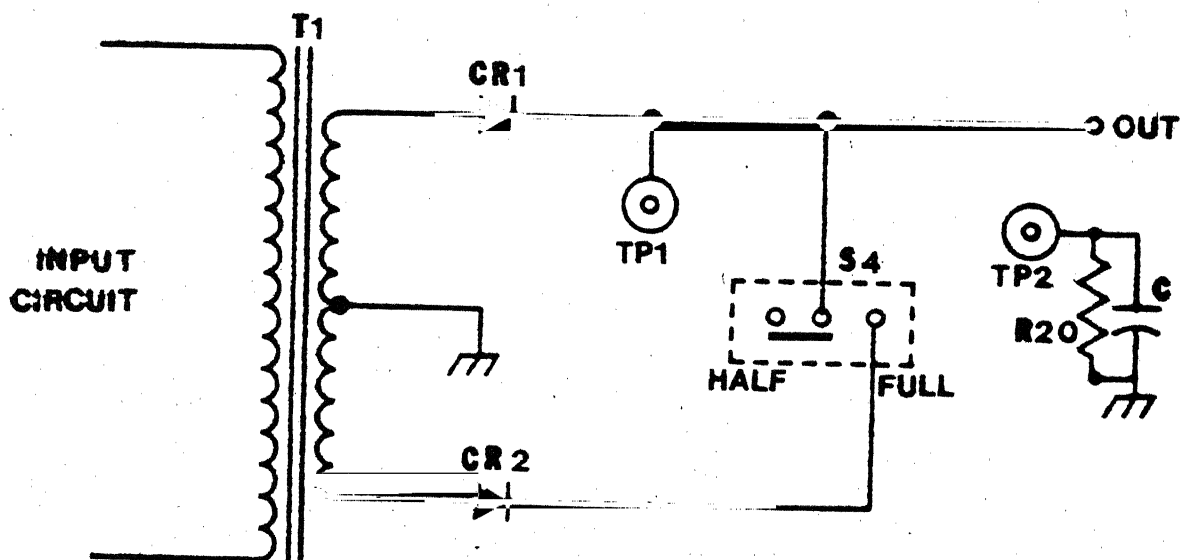 T1
CR1
OUT
INPUT
CIRCUIT
TP1
S4
TP2
C
R20
HALF
FULL
CR2